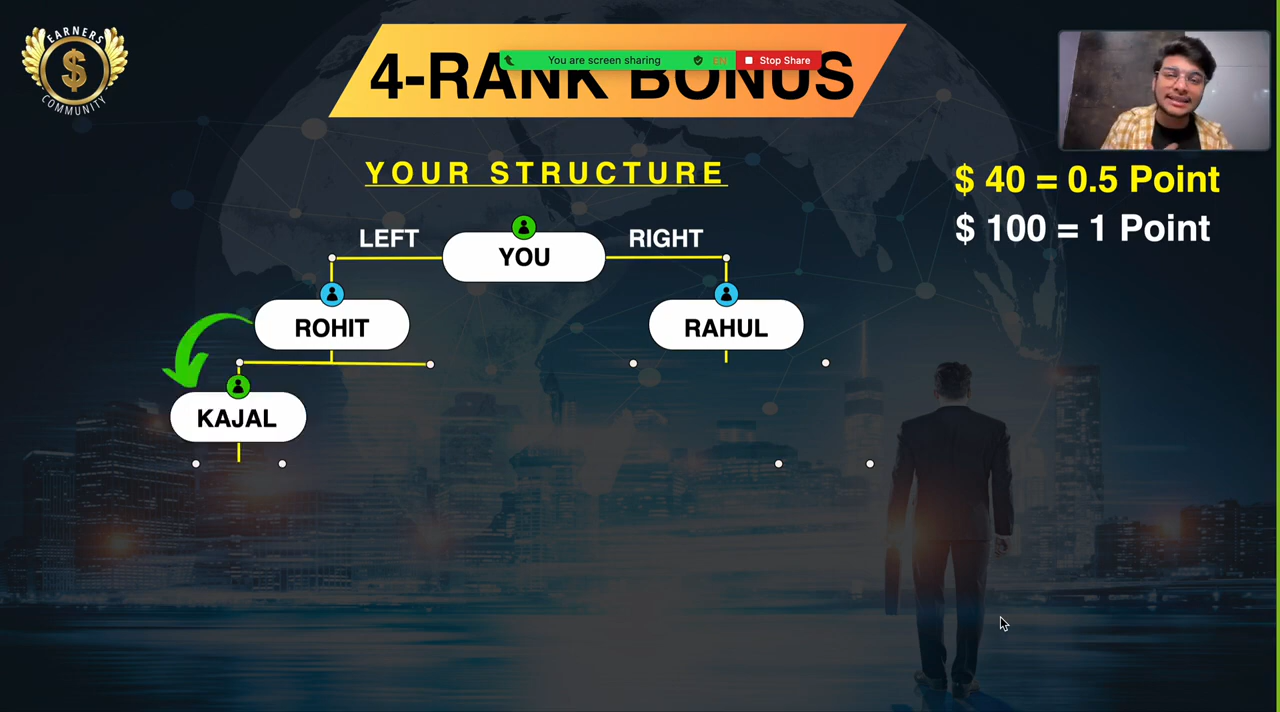 EARNERS
COMMUNITY
4-RANK BONUS
You are screen sharing
Stop Share
YOUR STRUCTURE
$ 40 = 0.5 Point
$ 100 = 1 Point
LEFT
YOU
RIGHT
ROHIT
RAHUL
KAJAL